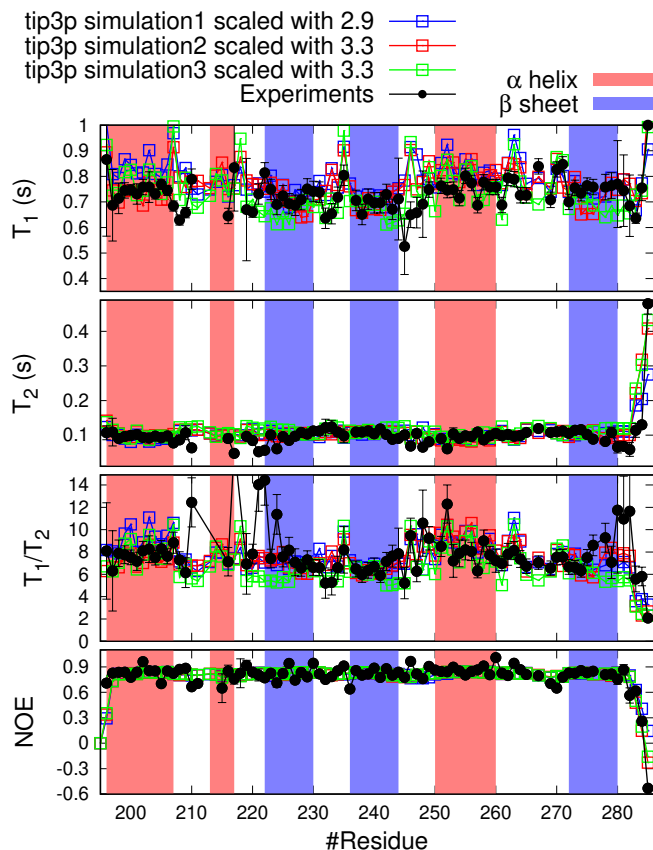 tip3p simulation1 scaled with 2.9
tip3p simulation2 scaled with 3.3
tip3p simulation3 scaled with 3.3
Experiments
α helix
β sheet
1
0.9
0.8
0.7
0.6
0.5
0.4
T1 (s)
0.4
0.3
0.2
0.1
T2 (s)
14
12
10
8
6
4
2
0
T1/T2
0.9
0.6
0.3
0
-0.3
-0.6
NOE
200 210 220 230 240 250 260 270 280
#Residue